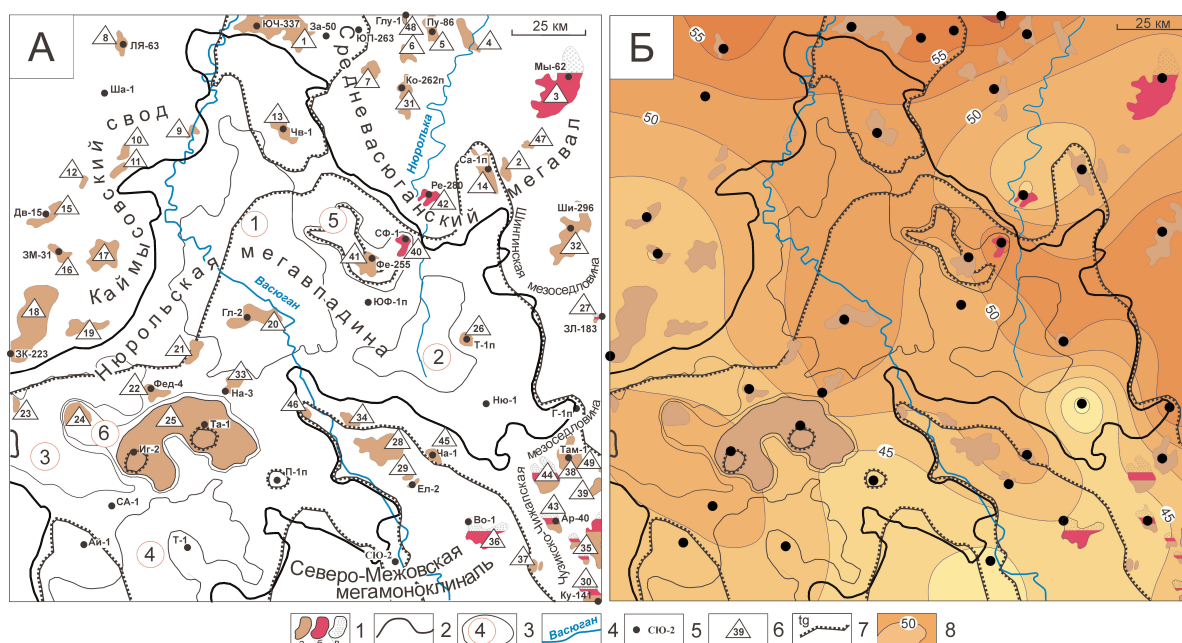 А
25 км
8
ЛЯ-63
ЮЧ-337
1
За-50
ЮП-263
Глу-1
48
6
Пу-86
5
4
Ша-1
7
Ко-262п
31
Мы-62
3
Каймысовский свод
Средневасюганский мегавал
Нюролька
10
9
11
12
13
Чв-1
47
2
Са-1п
14
Дв-15
15
Ре-280
42
1
5
СФ-1
40
41
Фе-255
Ши-296
32
Шингинская
мезоседловина
ЗМ-31
16
17
Нюрольская мегавпадина
Васюган
ЮФ-1п
27
ЗЛ-183
18
19
Гл-2
20
26
Т-1п
2
ЗК-223
21
33
22
Фед-4
На-3
23
24
25
6
Та-1
Иг-2
3
46
34
Ню-1
Г-1п
28
45
Ча-1
29
Ел-2
Чузикско-Чижапская
мезоседловина
Там-1
44
38
49
39
43
Ар-40
П-1п
СА-1
Во-1
36
35
Ай-1
4
Т-1
СЮ-2
37
30
Ку-141
Северо-Межовская
мегамоноклиналь
Б
25 км
55
55
50
50
50
45
45
а б в 1
2
4 3
Васюган 4
СЮ-2 5
39 6
tg 7
50 8